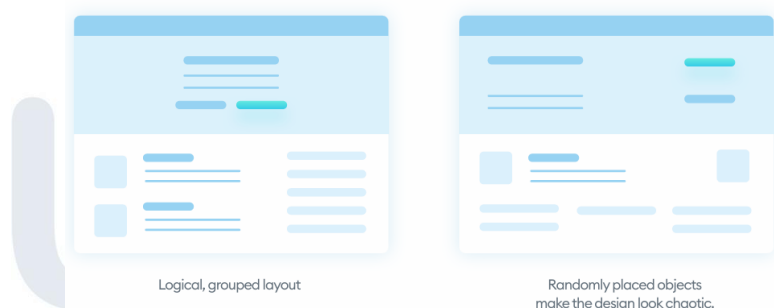 Logical, grouped layout
Randomly placed objects
make the design look chaotic.